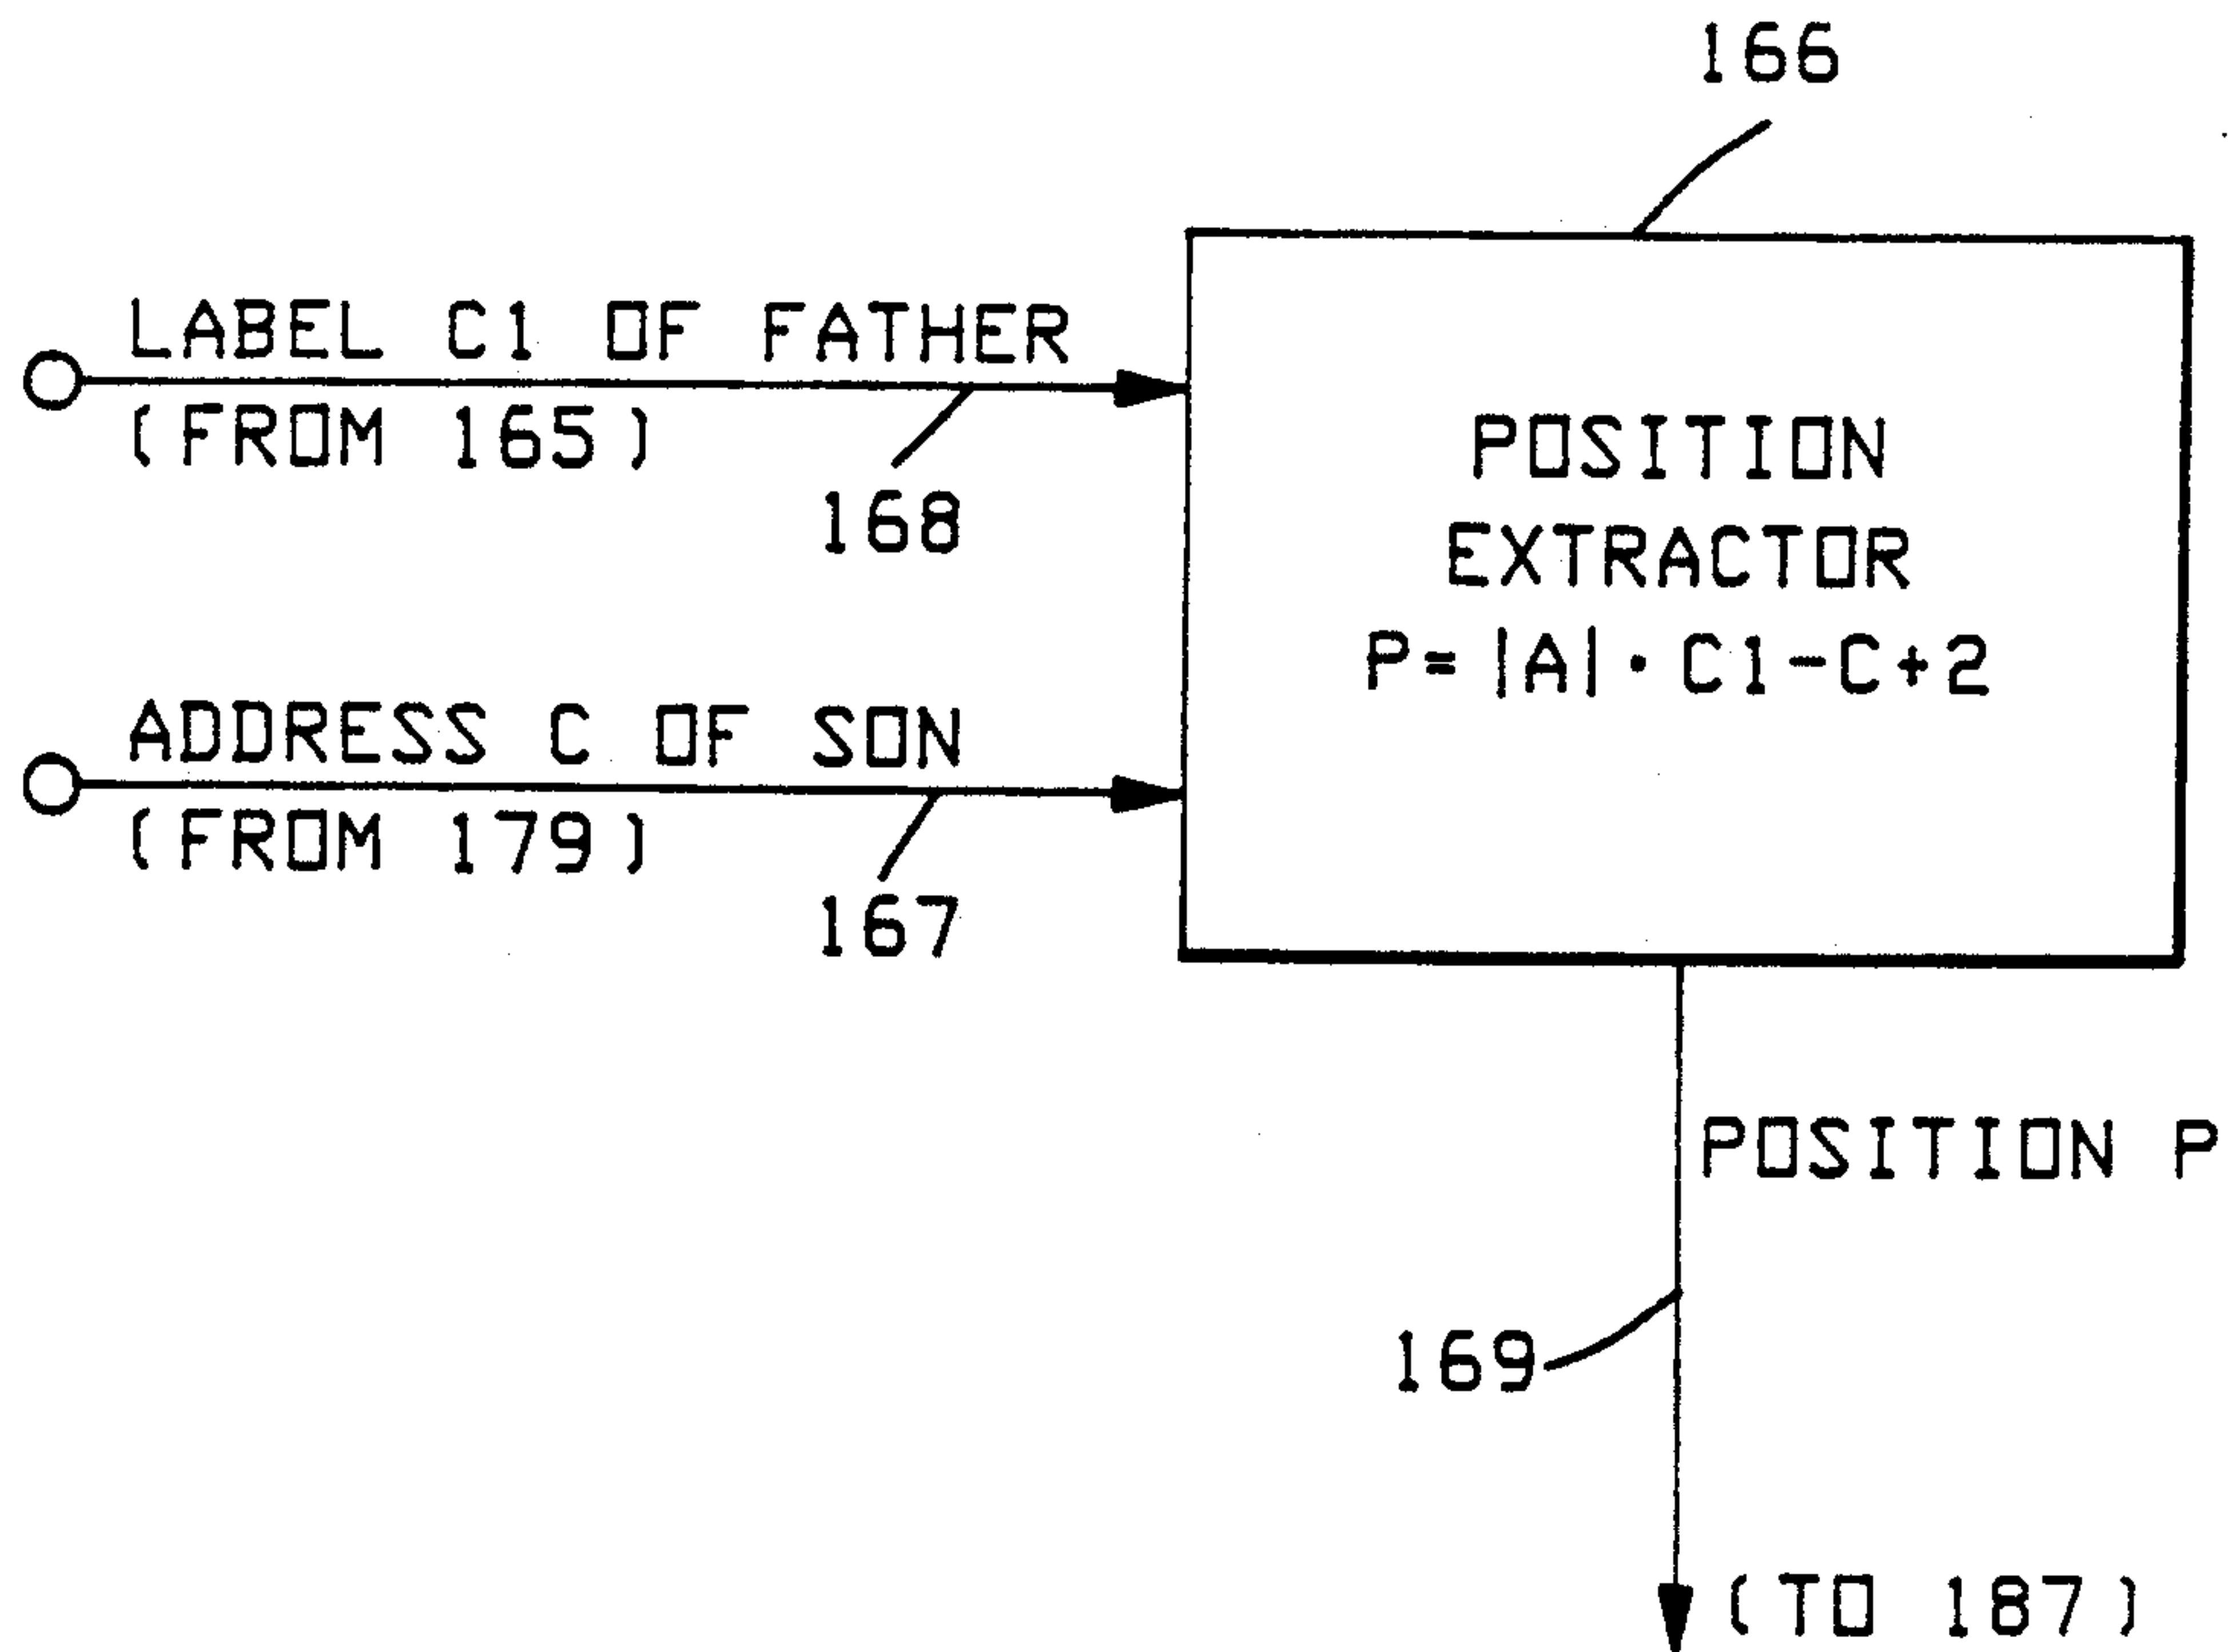 166
LABEL C1 OF FATHER
(FROM 165)
168
POSITION
EXTRACTOR
P=|A|·C1-C+2
ADDRESS C OF SON
(FROM 179)
167
POSITION P
169
(TO 187)